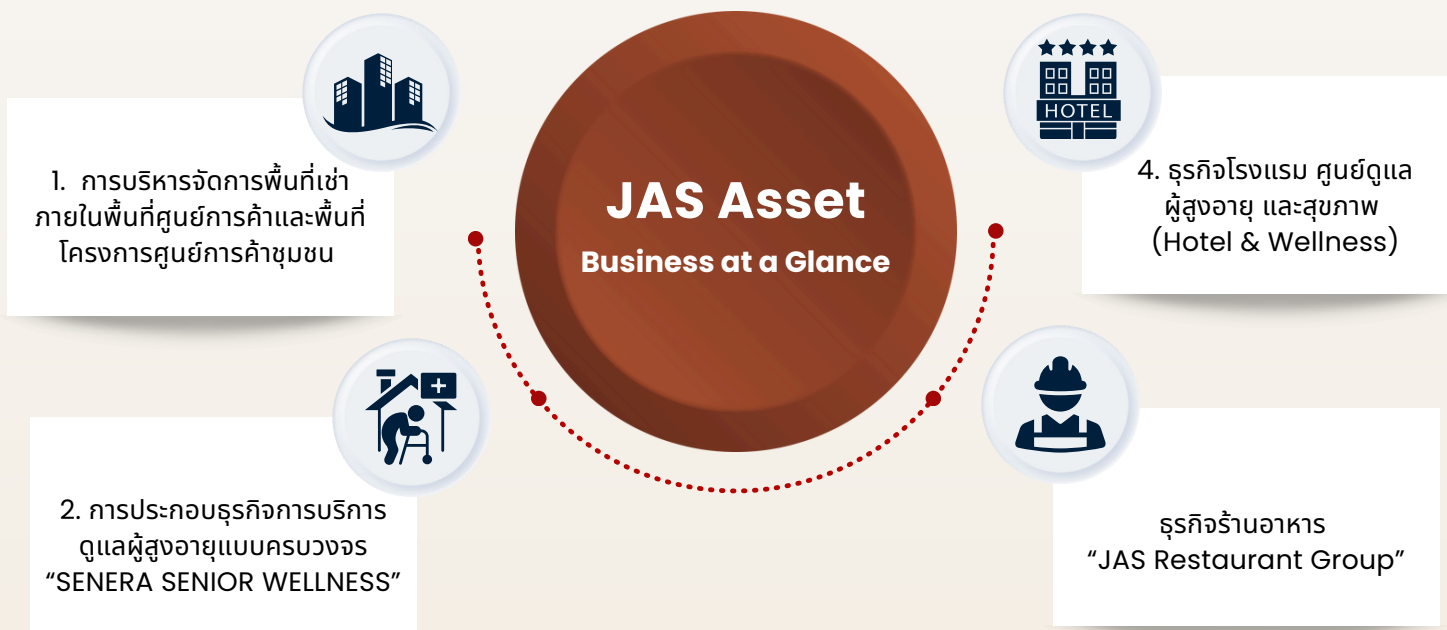 JAS Asset
Business at a Glance
1. การบริหารจัดการพื้นที่เช่า
ภายในพื้นที่ศูนย์การค้าและพื้นที่
โครงการศูนย์การค้าชุมชน
2. การประกอบธุรกิจการบริการ
ดูแลผู้สูงอายุแบบครบวงจร
“SENERA SENIOR WELLNESS”
HOTEL
4. ธุรกิจโรงแรม ศูนย์ดูแล
ผู้สูงอายุ และสุขภาพ
(Hotel & Wellness)
ธุรกิจร้านอาหาร
“JAS Restaurant Group”